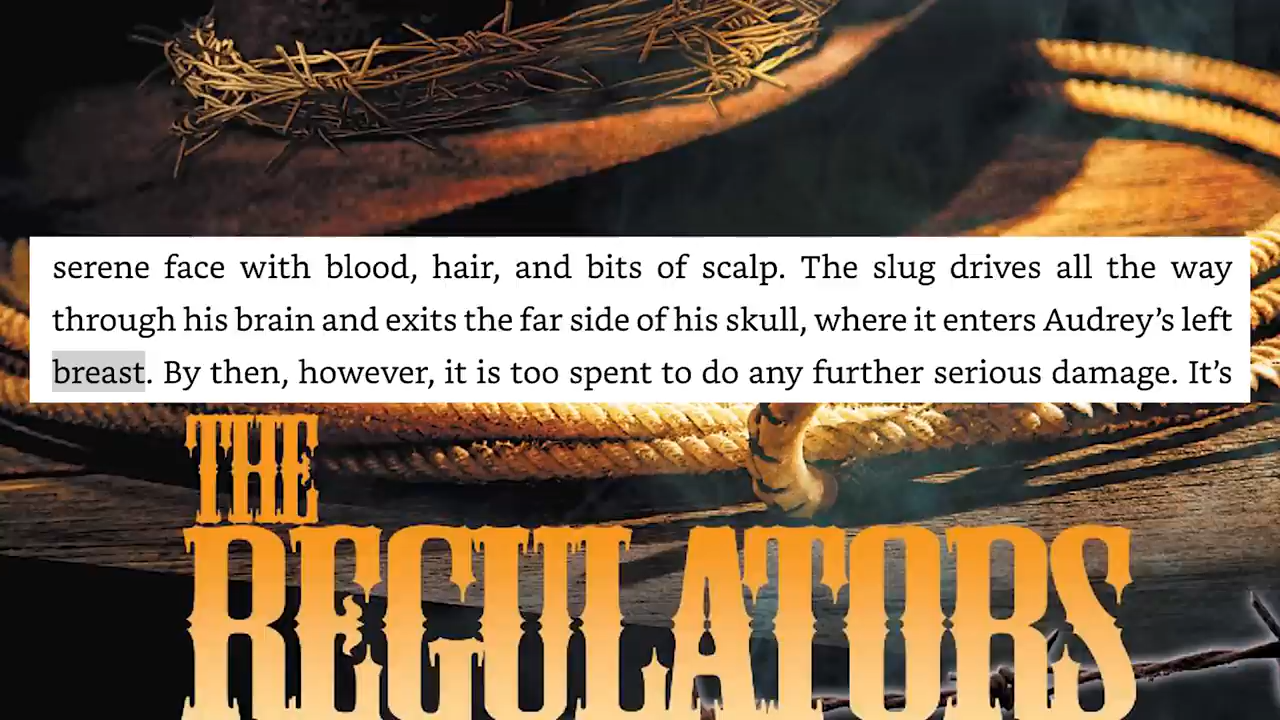 serene face with blood, hair, and bits of scalp. The slug drives all the way
through his brain and exits the far side of his skull, where it enters Audrey’s left
breast. By then, however, it is too spent to do any further serious damage. It’s
THE
REGULATORS